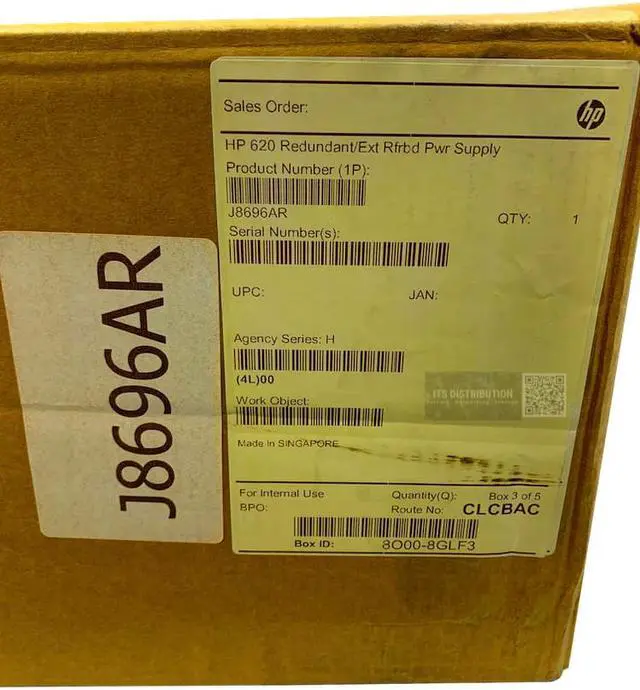 Sales Order:
hp
HP 620 Redundant/Ext Rfrbd Pwr Supply
Product Number (1P):
J8696AR
QTY: 1
Serial Number(s):
UPC: JAN:
Agency Series: H
(4L)00
Work Object:
Made in SINGAPORE
For Internal Use Quantity(Q): Box 3 of 5
BPO: Route No: CLCBAC
Box ID: 8O00-8GLF3
J8696AR
ITS DISTRIBUTION